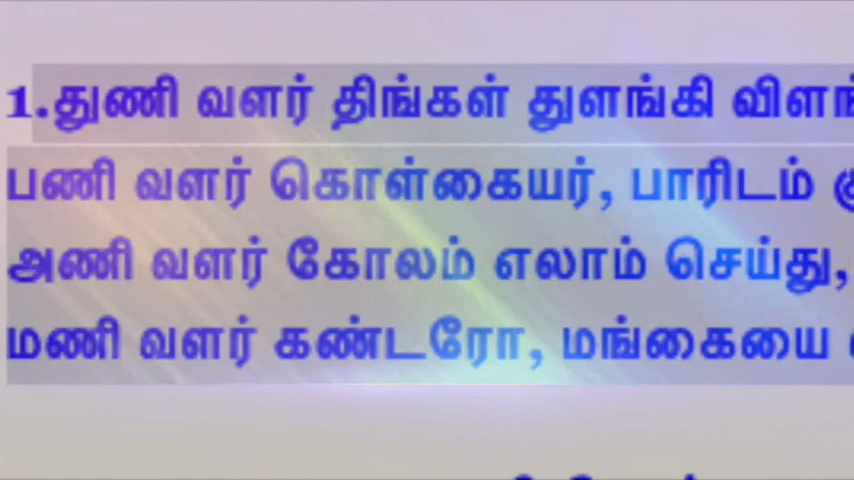 1.துணி வளர் திங்கள் துளங்கி
பணி வளர் கொள்கையர், பாரிடம்
அணி வளர் கோலம் எலாம் செய்து,
மணி வளர் கண்டரோ, மங்கையை